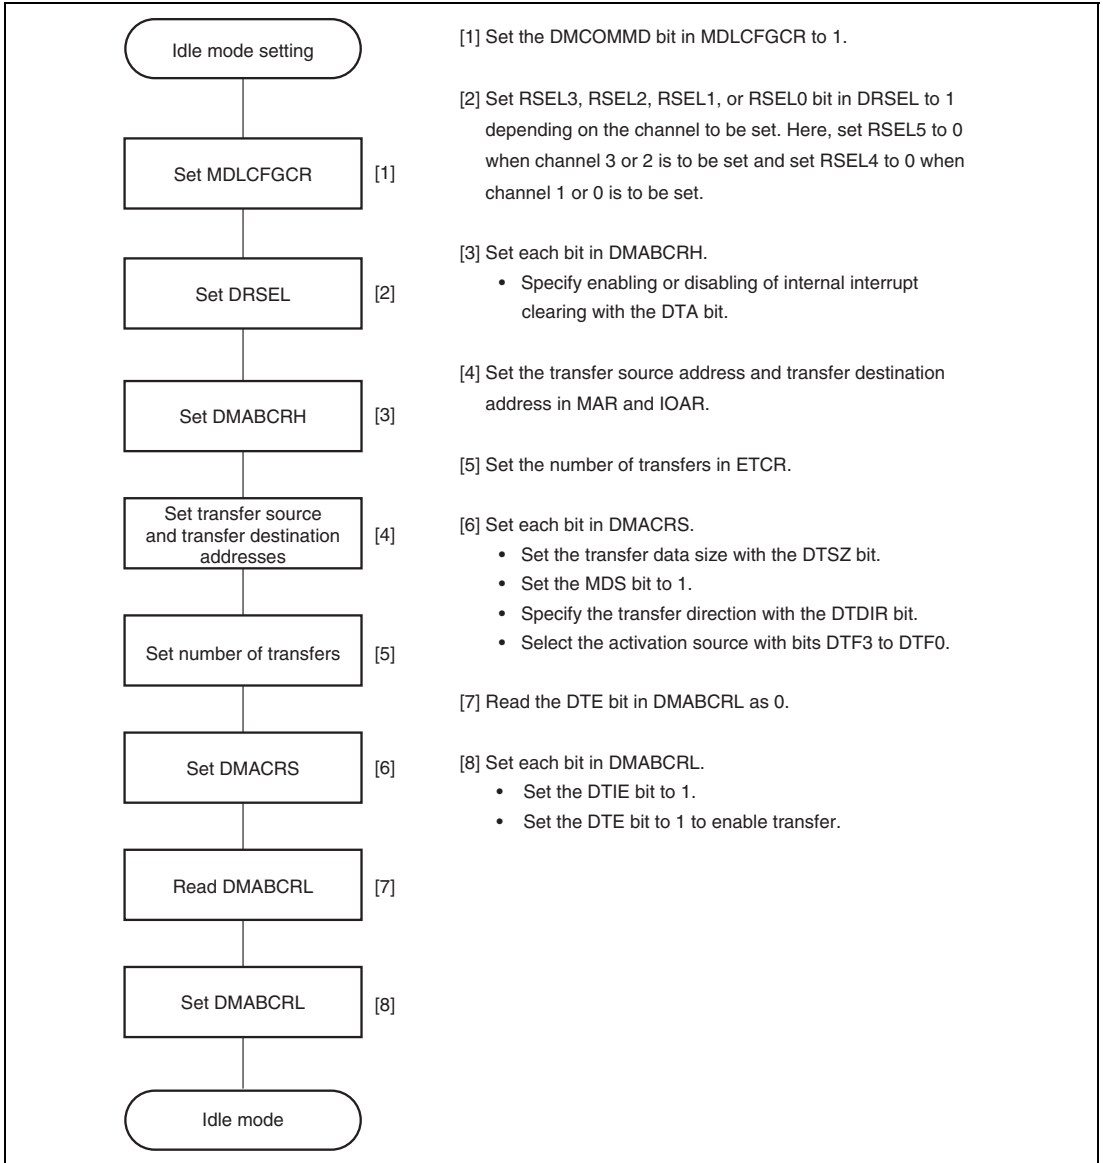 Idle mode setting
Set MDLCFGCR [1]
Set DRSEL [2]
Set DMABCRH [3]
Set transfer source
and transfer destination [4]
addresses
Set number of transfers [5]
Set DMACRS [6]
Read DMABCRL [7]
Set DMABCRL [8]
Idle mode
[1] Set the DMCOMMD bit in MDLCFGCR to 1.
[2] Set RSEL3, RSEL2, RSEL1, or RSEL0 bit in DRSEL to 1
depending on the channel to be set. Here, set RSEL5 to 0
when channel 3 or 2 is to be set and set RSEL4 to 0 when
channel 1 or 0 is to be set.
[3] Set each bit in DMABCRH.
• Specify enabling or disabling of internal interrupt
clearing with the DTA bit.
[4] Set the transfer source address and transfer destination
address in MAR and IOAR.
[5] Set the number of transfers in ETCR.
[6] Set each bit in DMACRS.
• Set the transfer data size with the DTSZ bit.
• Set the MDS bit to 1.
• Specify the transfer direction with the DTDIR bit.
• Select the activation source with bits DTF3 to DTF0.
[7] Read the DTE bit in DMABCRL as 0.
[8] Set each bit in DMABCRL.
• Set the DTIE bit to 1.
• Set the DTE bit to 1 to enable transfer.